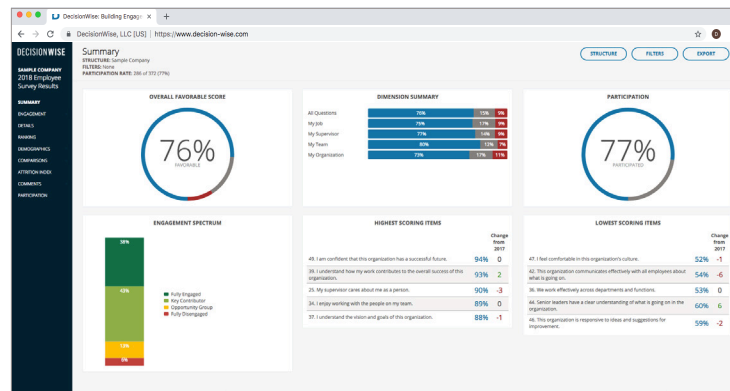 DecisionWise: Building Engage
DecisionWise, LLC [US] | https://www.decision-wise.com
D
DECISIONWISE
SAMPLE COMPANY
2018 Employee
Survey Results
SUMMARY
ENGAGEMENT
DETAILS
RANKING
DEMOGRAPHICS
COMPARISONS
ATTRITION INDEX
COMMENTS
PARTICIPATION
Summary
STRUCTURE: Sample Company
FILTERS: None
PARTICIPATION RATE: 286 of 372 (77%)
STRUCTURE
FILTERS
EXPORT
OVERALL FAVORABLE SCORE
76%
FAVORABLE
DIMENSION SUMMARY
All Questions 76% 15% 9%
My Job 75% 17% 9%
My Supervisor 77% 14% 9%
My Team 80% 13% 7%
My Organization 73% 17% 11%
PARTICIPATION
77%
PARTICIPATED
ENGAGEMENT SPECTRUM
39%
43%
13%
6%
Fully Engaged
Key Contributor
Opportunity Group
Fully Disengaged
HIGHEST SCORING ITEMS
Change
from
2017
48. I am confident that this organization has a successful future. 94% 0
39. I understand how my work contributes to the overall success of this
organization. 93% 2
25. My supervisor cares about me as a person. 90% -3
34. I enjoy working with the people on my team. 89% 0
37. I understand the vision and goals of this organization. 88% -1
LOWEST SCORING ITEMS
Change
from
2017
47. I feel comfortable in this organization's culture. 52% -1
42. This organization communicates effectively with all employees about
what is going on. 54% -6
36. We work effectively across departments and functions. 53% 0
44. Senior leaders have a clear understanding of what is going on in the
organization. 60% 6
46. This organization is responsive to ideas and suggestions for
improvement. 59% -2